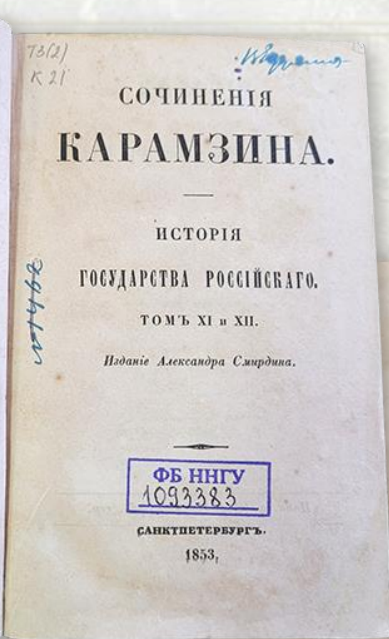 73(2)
К 21
СОЧИНЕНІЯ
КАРАМЗИНА.
ИСТОРІЯ
ГОСУДАРСТВА РОССІЙСКАГО.
ТОМЪ XI и XII.
Изданіе Александра Смирдина.
ФБ ННГУ
1093383
САНКТПЕТЕРБУРГЪ.
1853.